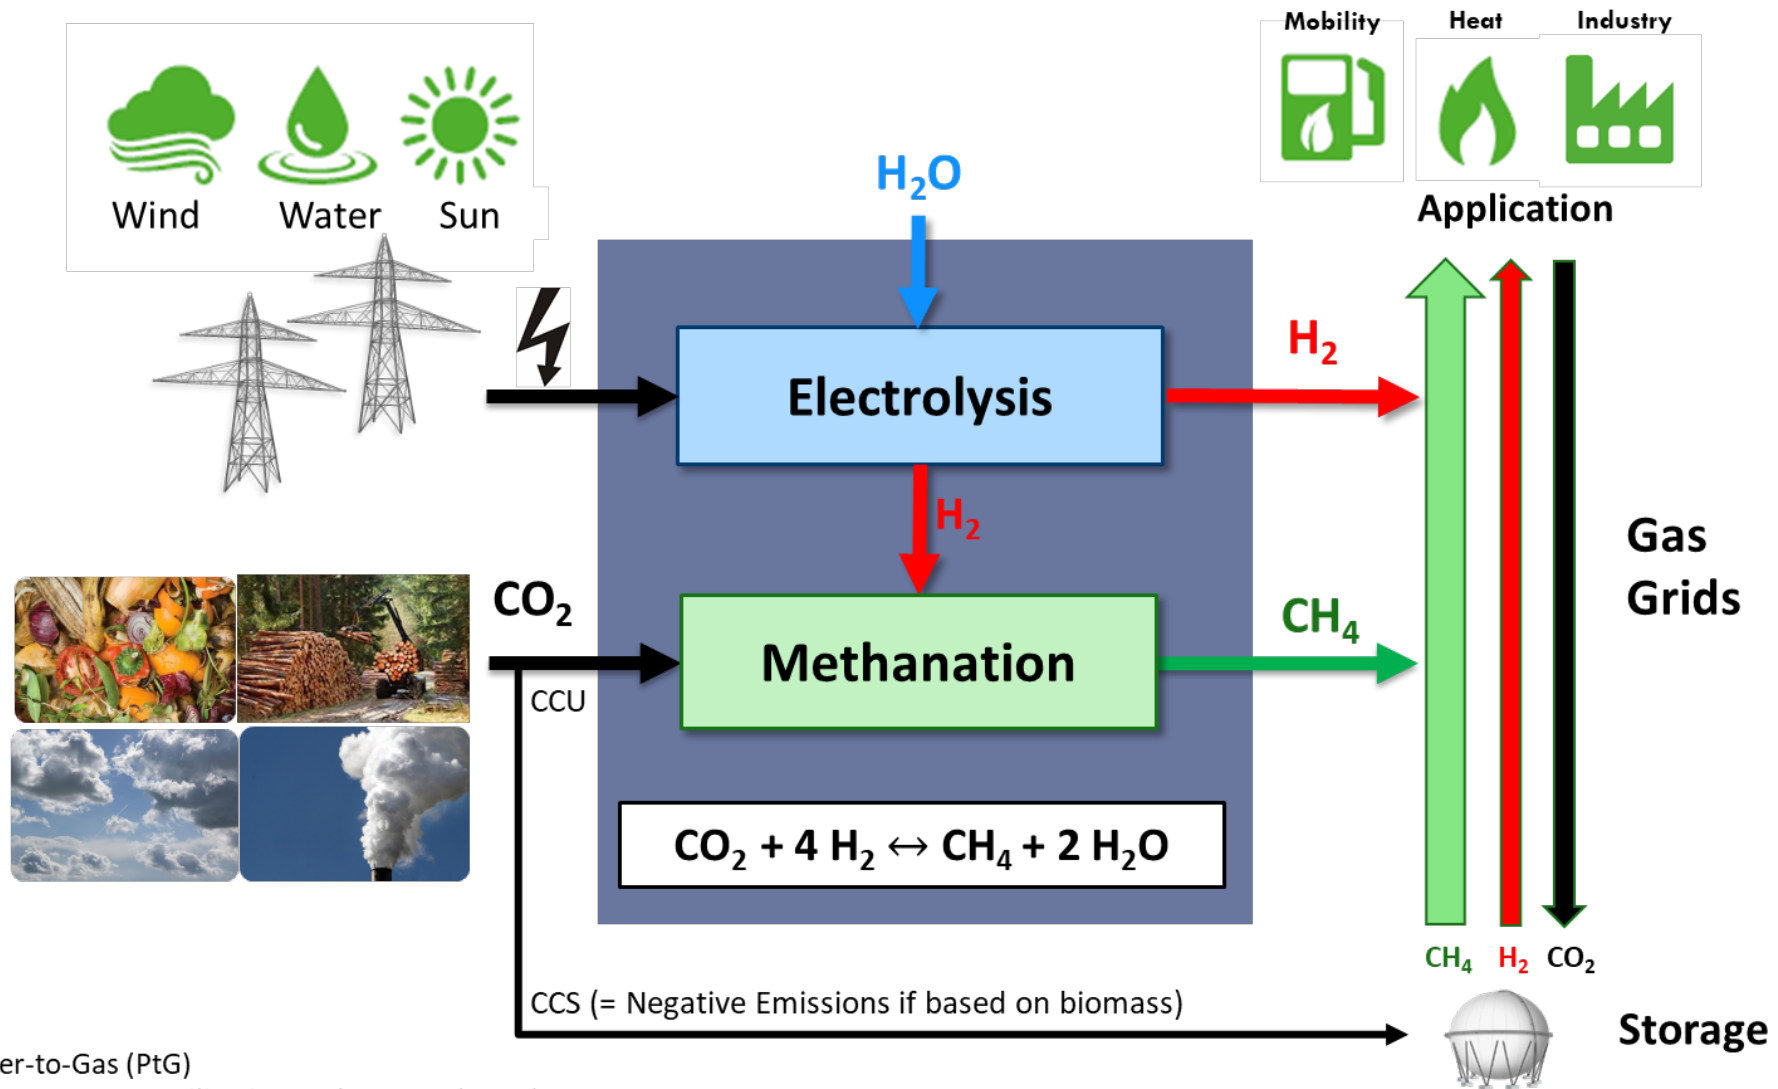 Mobility
Heat
Industry
Wind
Water
Sun
H₂O
Application
Electrolysis
H₂
H₂
Gas
Grids
CO₂
CCU
Methanation
CH₄
CO₂ + 4 H₂ ↔ CH₄ + 2 H₂O
CH₄
H₂
CO₂
CCS (= Negative Emissions if based on biomass)
Storage
er-to-Gas (PtG)